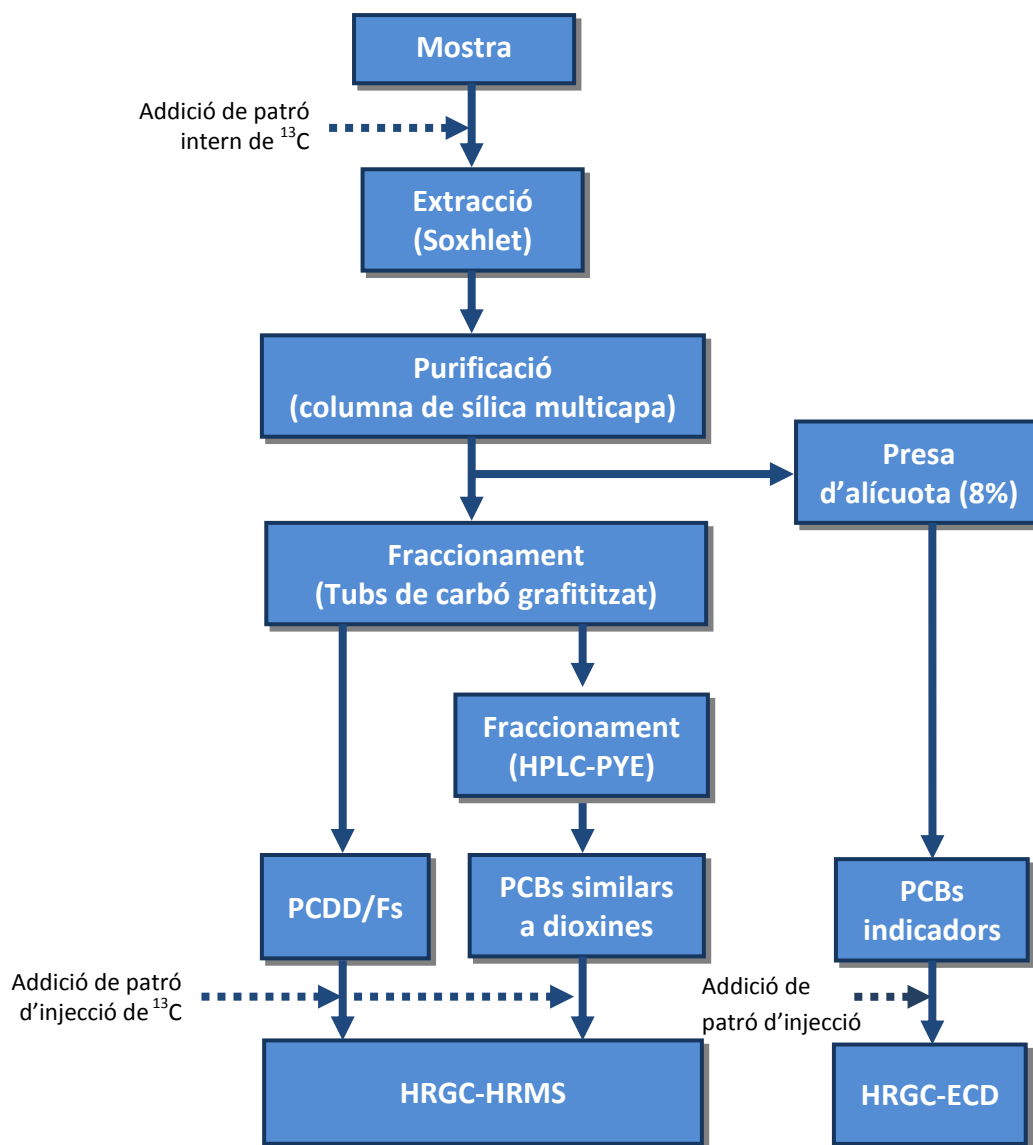 Mostra
Addició de patró
intern de ¹³C
Extracció
(Soxhlet)
Purificació
(columna de sílica multicapa)
Presa
d’alícuota (8%)
Fraccionament
(Tubs de carbó grafititzat)
Fraccionament
(HPLC-PYE)
PCDD/Fs
PCBs similars
a dioxines
PCBs
indicadors
Addició de patró
d’injecció de ¹³C
Addició de
patró d’injecció
HRGC-HRMS
HRGC-ECD